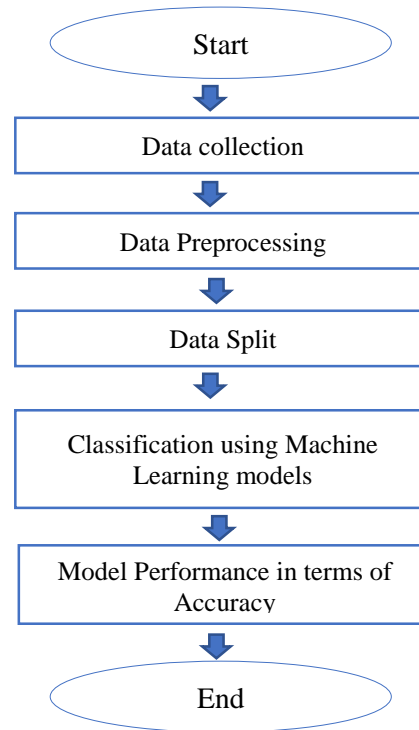 Start
Data collection
Data Preprocessing
Data Split
Classification using Machine
Learning models
Model Performance in terms of
Accuracy
End